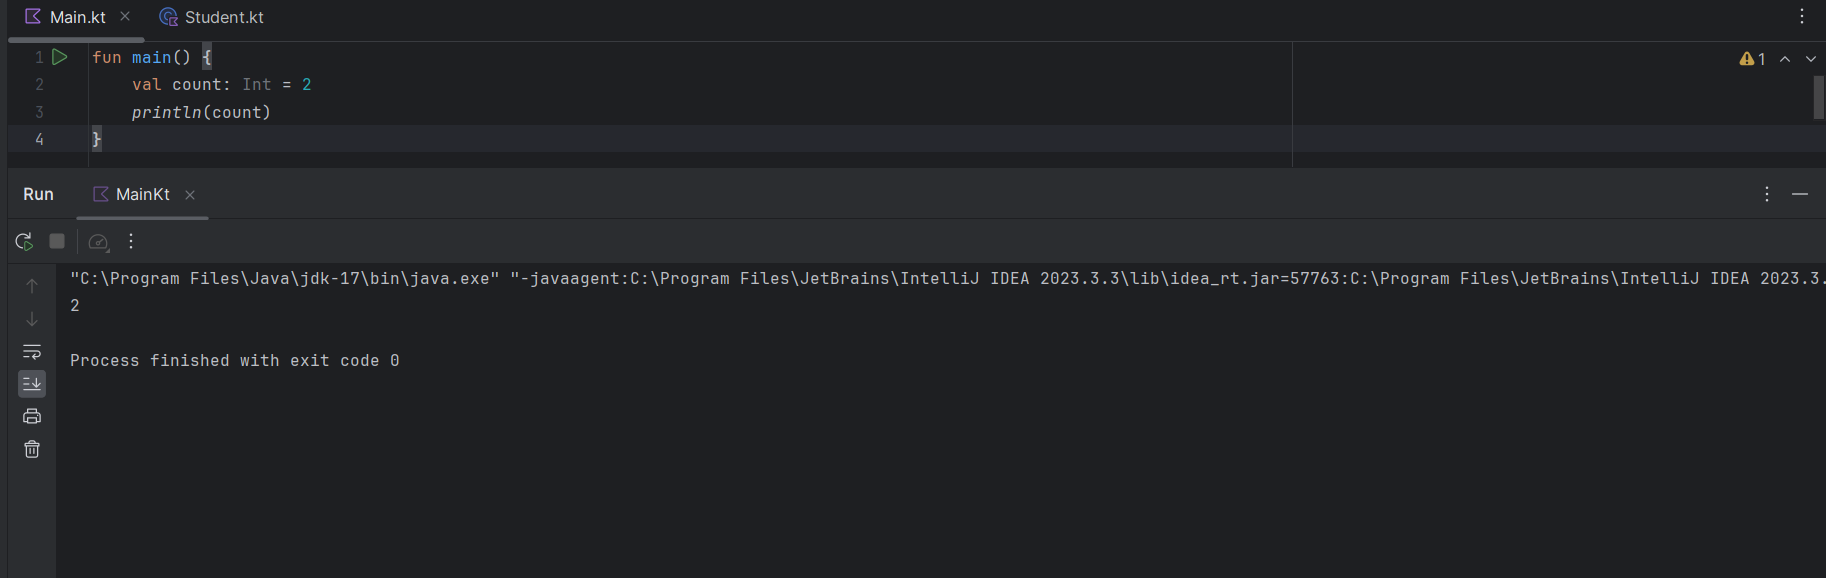 Main.kt Student.kt
1 fun main() {
2     val count: Int = 2
3     println(count)
4 }
1
Run MainKt
"C:\Program Files\Java\jdk-17\bin\java.exe" "-javaagent:C:\Program Files\JetBrains\IntelliJ IDEA 2023.3.3\lib\idea_rt.jar=57763:C:\Program Files\JetBrains\IntelliJ IDEA 2023.3.
2
Process finished with exit code 0